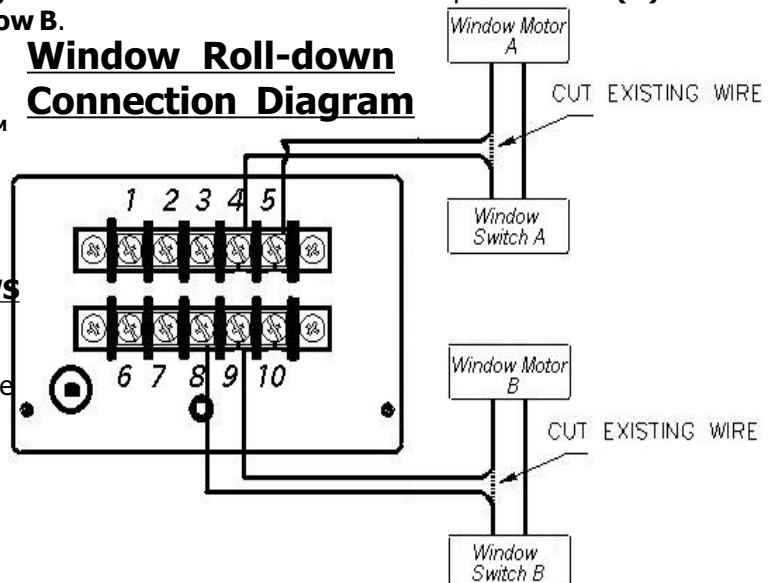 ow B.
Window Roll-down
Connection Diagram
M
Window Motor
A
CUT EXISTING WIRE
Window
Switch A
1 2 3 4 5
WS
e
6 7 8 9 10
Window Motor
B
CUT EXISTING WIRE
Window
Switch B